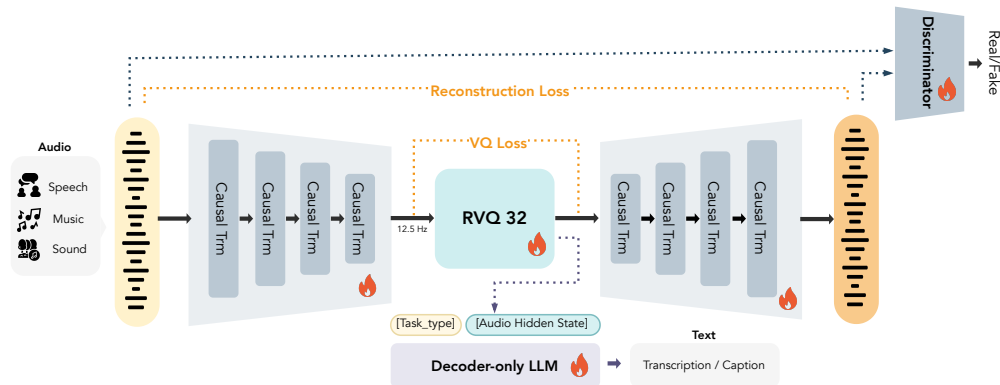 Discriminator
Real/Fake
Reconstruction Loss
Audio
Speech
Music
Sound
Causal Trm
Causal Trm
Causal Trm
Causal Trm
12.5 Hz
VQ Loss
RVQ 32
Causal Trm
Causal Trm
Causal Trm
Causal Trm
[Task_type]
[Audio Hidden State]
Decoder-only LLM
Text
Transcription / Caption